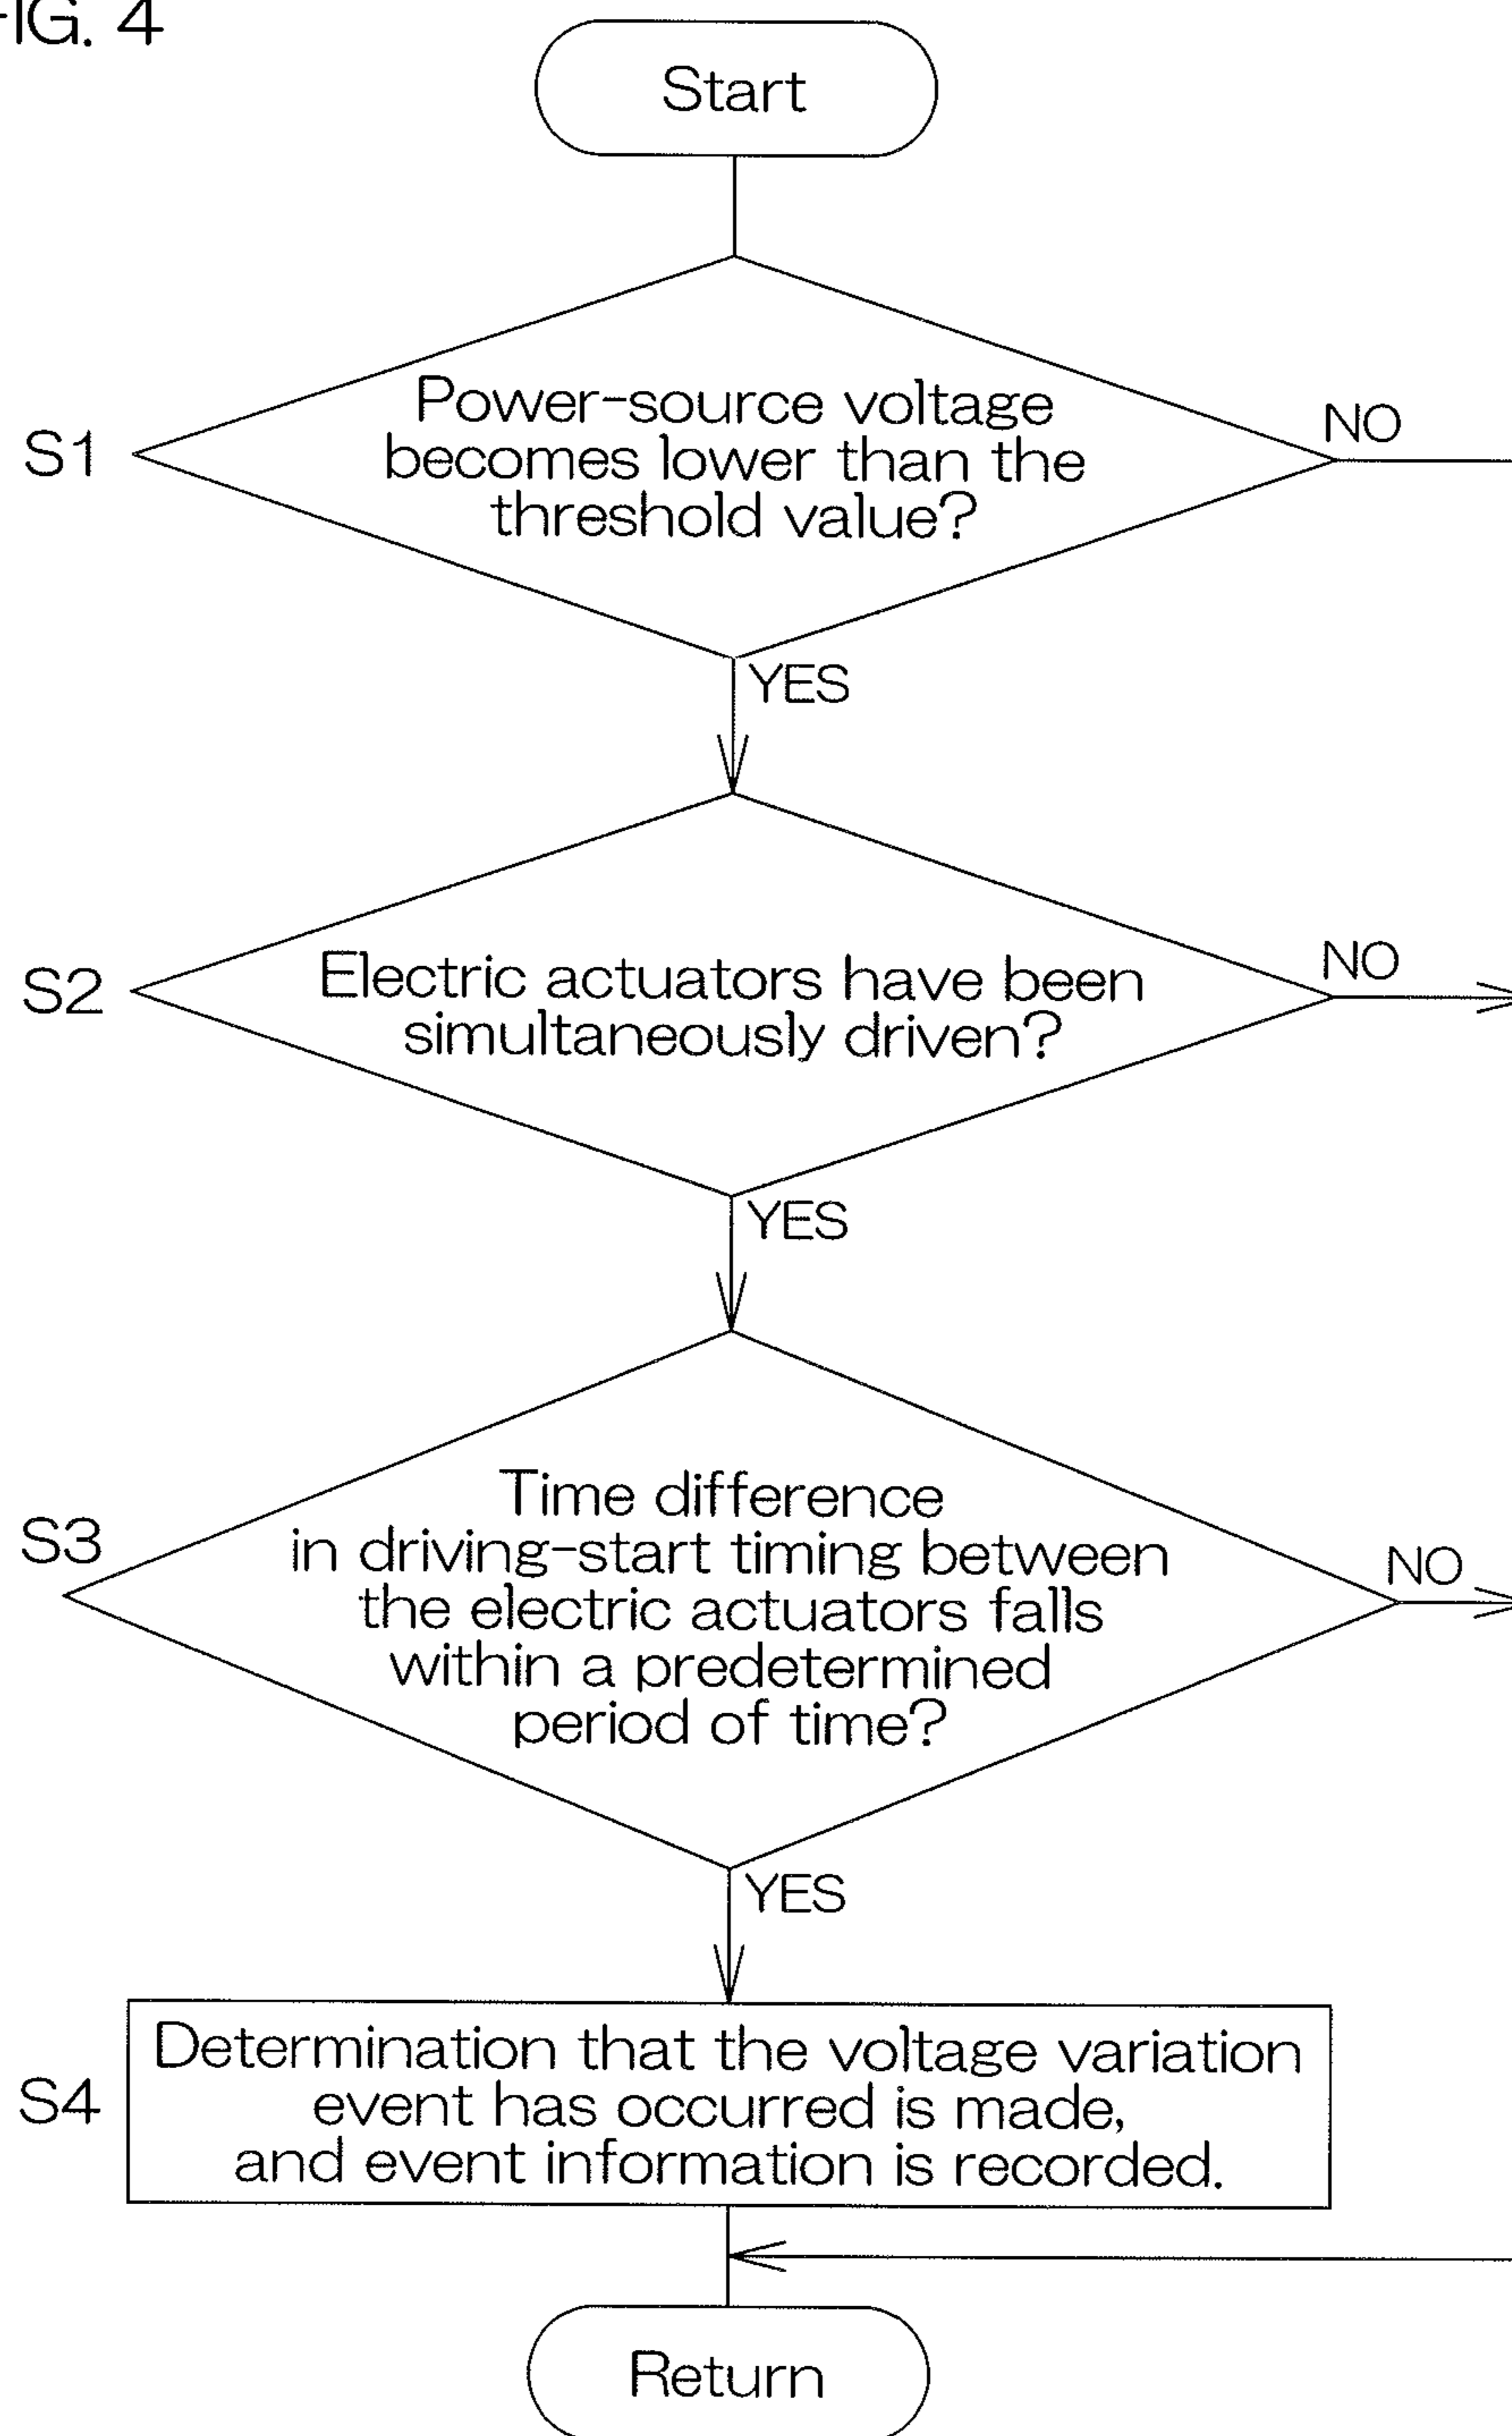 FIG. 4
Start
S1
Power-source voltage
becomes lower than the
threshold value?
NO
YES
S2
Electric actuators have been
simultaneously driven?
NO
YES
S3
Time difference
in driving-start timing between
the electric actuators falls
within a predetermined
period of time?
NO
YES
S4
Determination that the voltage variation
event has occurred is made,
and event information is recorded.
Return